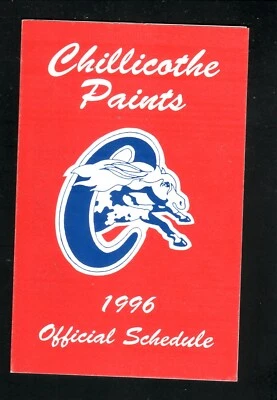 Chillicothe
Paints
C
1996
Official Schedule